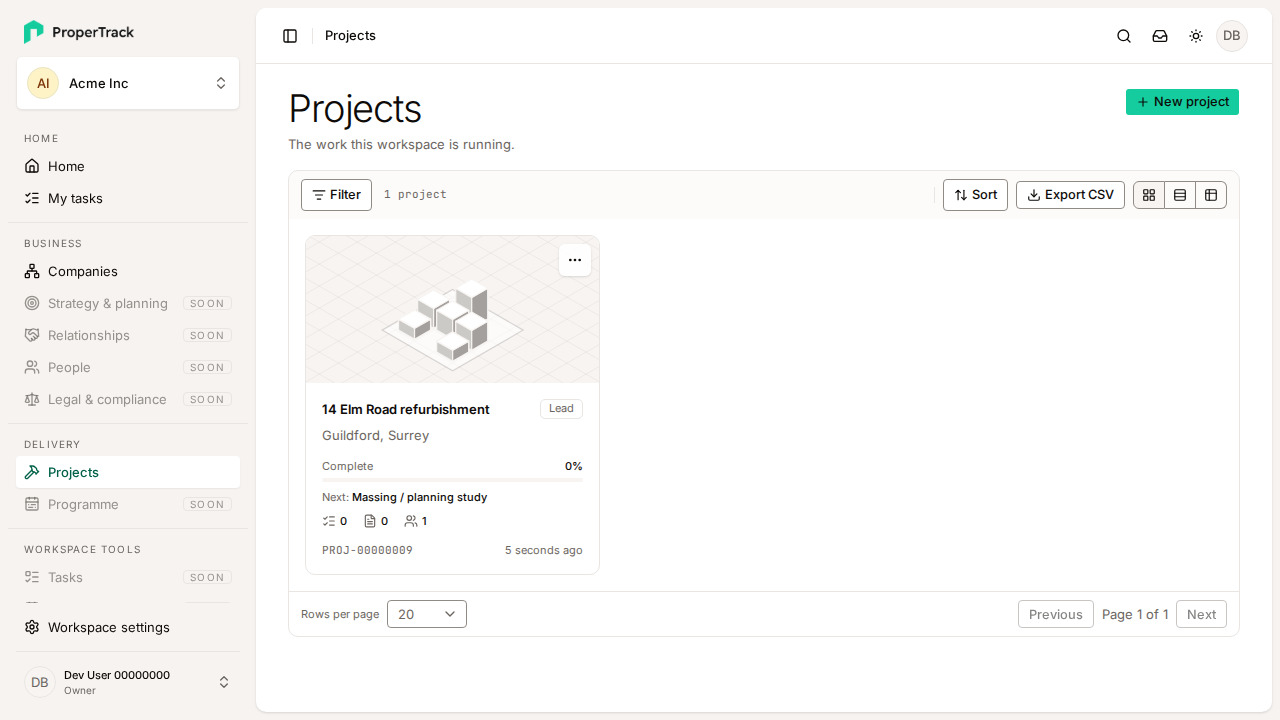 ProperTrack
AI
Acme Inc
HOME
Home
My tasks
BUSINESS
Companies
Strategy & planning SOON
Relationships SOON
People SOON
Legal & compliance SOON
DELIVERY
Projects
Programme SOON
WORKSPACE TOOLS
Tasks SOON
Workspace settings
DB
Dev User 00000000
Owner
Projects
DB
Projects
New project
The work this workspace is running.
Filter
1 project
Sort
Export CSV
14 Elm Road refurbishment
Lead
Guildford, Surrey
Complete 0%
Next: Massing / planning study
0 0 1
PROJ-00000009 5 seconds ago
Rows per page 20
Previous Page 1 of 1 Next